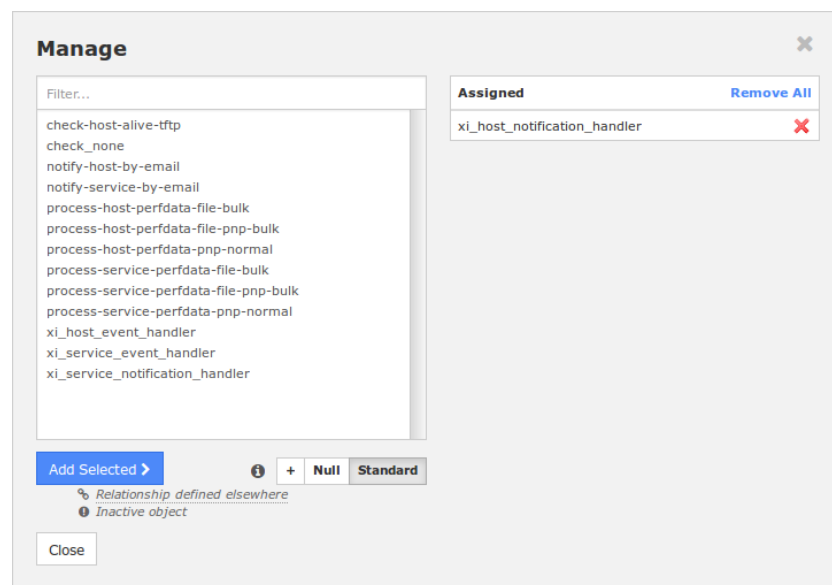 Manage
Filter...
check-host-alive-tftp
check_none
notify-host-by-email
notify-service-by-email
process-host-perfdata-file-bulk
process-host-perfdata-file-pnp-bulk
process-host-perfdata-pnp-normal
process-service-perfdata-file-bulk
process-service-perfdata-file-pnp-bulk
process-service-perfdata-pnp-normal
xi_host_event_handler
xi_service_event_handler
xi_service_notification_handler
Assigned Remove All
xi_host_notification_handler
Add Selected + Null Standard
Relationship defined elsewhere
Inactive object
Close